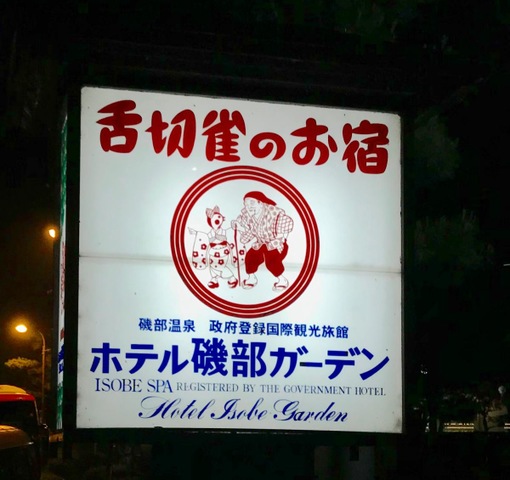 舌切雀のお宿
磯部温泉 政府登録国際観光旅館
ホテル磯部ガーデン
ISOBE SPA REGISTERED BY THE GOVERNMENT HOTEL
Hotel Isobe Garden